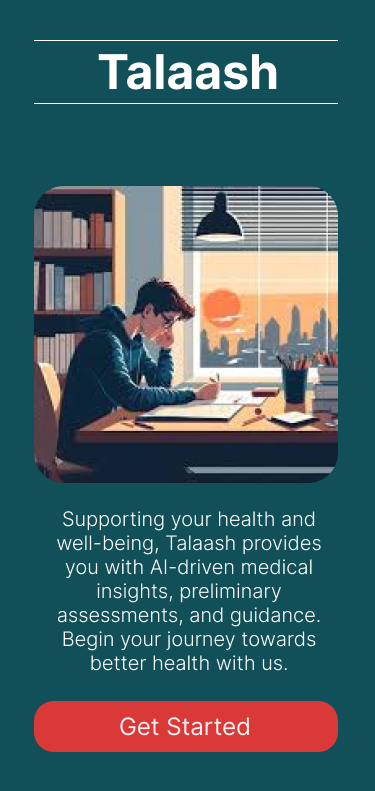 Talaash
Supporting your health and
well-being, Talaash provides
you with AI-driven medical
insights, preliminary
assessments, and guidance.
Begin your journey towards
better health with us.
Get Started